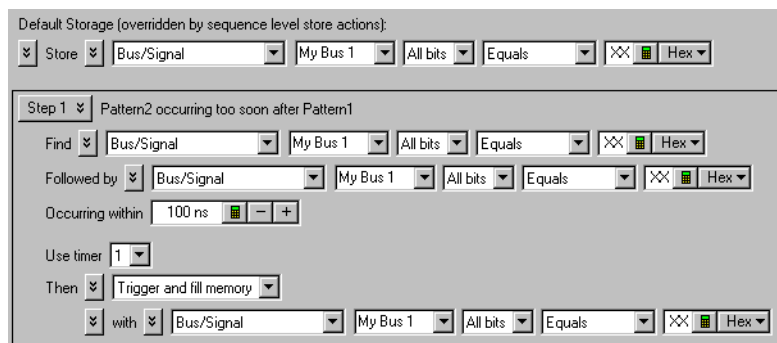 Default Storage (overridden by sequence level store actions):
Store Bus/Signal My Bus 1 All bits Equals XX Hex
Step 1 Pattern2 occurring too soon after Pattern1
Find Bus/Signal My Bus 1 All bits Equals XX Hex
Followed by Bus/Signal My Bus 1 All bits Equals XX Hex
Occurring within 100 ns − +
Use timer 1
Then Trigger and fill memory
with Bus/Signal My Bus 1 All bits Equals XX Hex